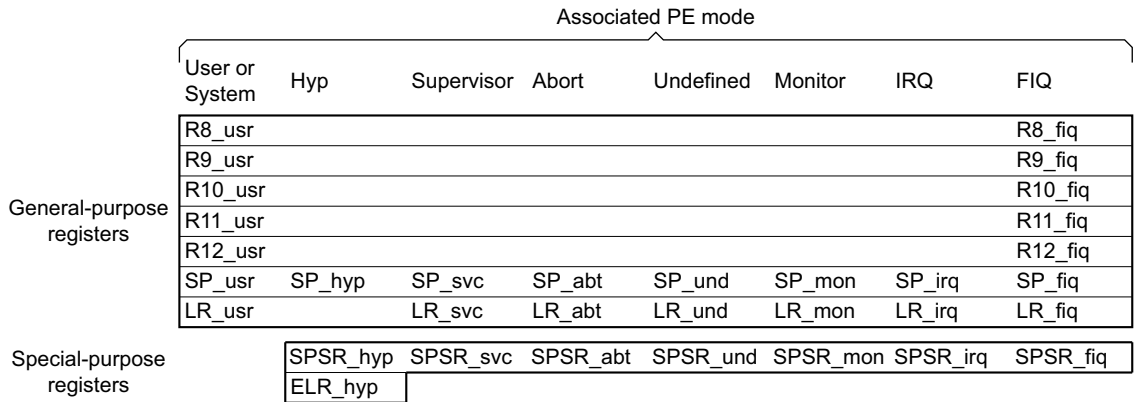 Associated PE mode
User or System Hyp Supervisor Abort Undefined Monitor IRQ FIQ
General-purpose registers
R8_usr R8_fiq
R9_usr R9_fiq
R10_usr R10_fiq
R11_usr R11_fiq
R12_usr R12_fiq
SP_usr SP_hyp SP_svc SP_abt SP_und SP_mon SP_irq SP_fiq
LR_usr LR_svc LR_abt LR_und LR_mon LR_irq LR_fiq
Special-purpose registers
SPSR_hyp SPSR_svc SPSR_abt SPSR_und SPSR_mon SPSR_irq SPSR_fiq
ELR_hyp